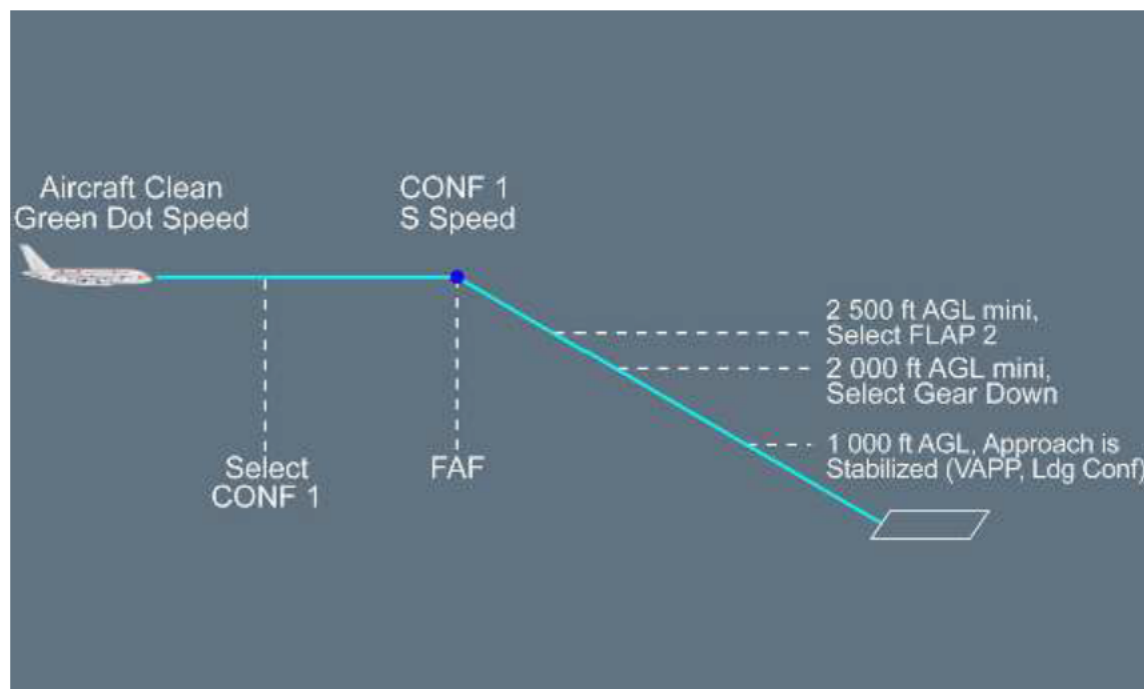 Aircraft Clean
Green Dot Speed
CONF 1
S Speed
2 500 ft AGL mini,
Select FLAP 2
2 000 ft AGL mini,
Select Gear Down
1 000 ft AGL, Approach is
Stabilized (VAPP, Ldg Conf)
Select
CONF 1
FAF